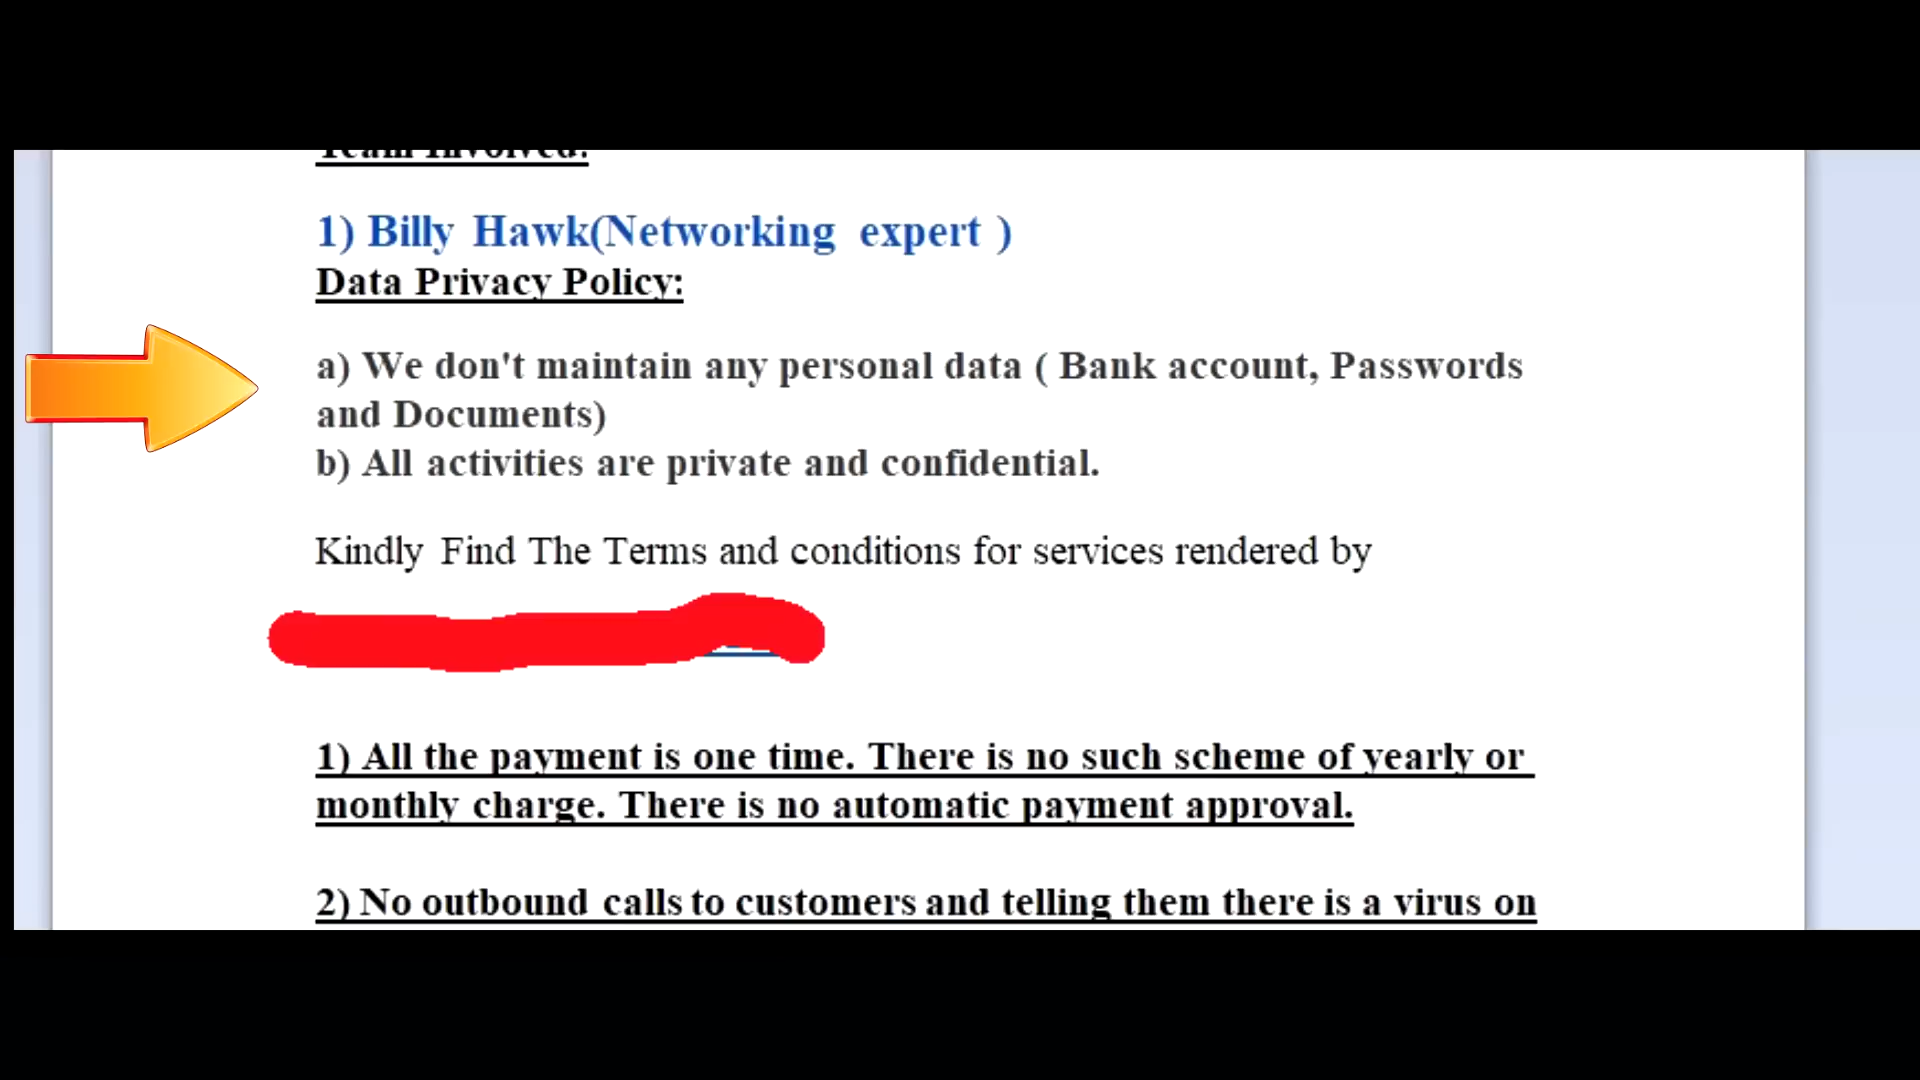 Team Involved:
1) Billy Hawk(Networking expert )
Data Privacy Policy:
a) We don't maintain any personal data ( Bank account, Passwords
and Documents)
b) All activities are private and confidential.
Kindly Find The Terms and conditions for services rendered by
1) All the payment is one time. There is no such scheme of yearly or
monthly charge. There is no automatic payment approval.
2) No outbound calls to customers and telling them there is a virus on